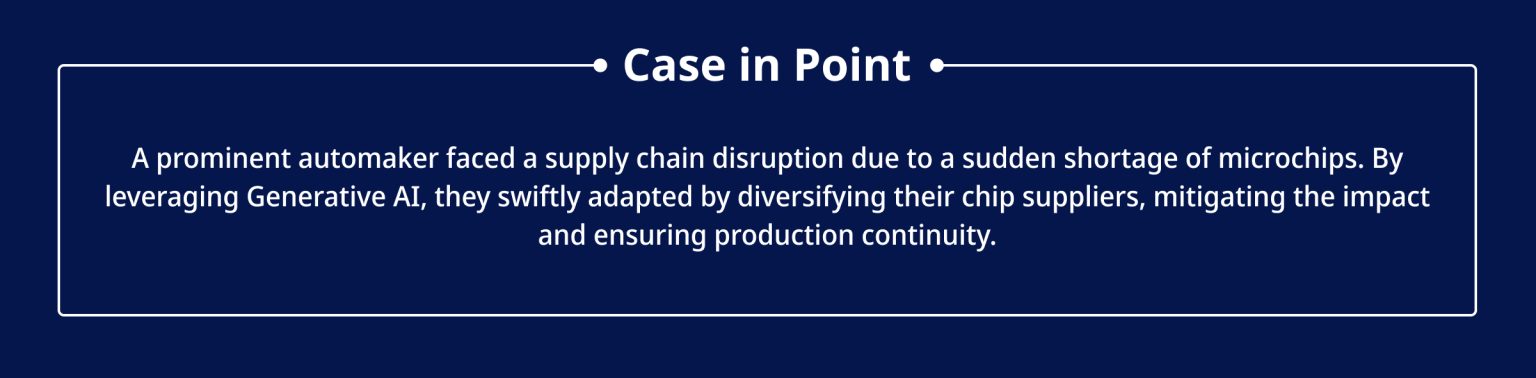 Case in Point
A prominent automaker faced a supply chain disruption due to a sudden shortage of microchips. By
leveraging Generative AI, they swiftly adapted by diversifying their chip suppliers, mitigating the impact
and ensuring production continuity.